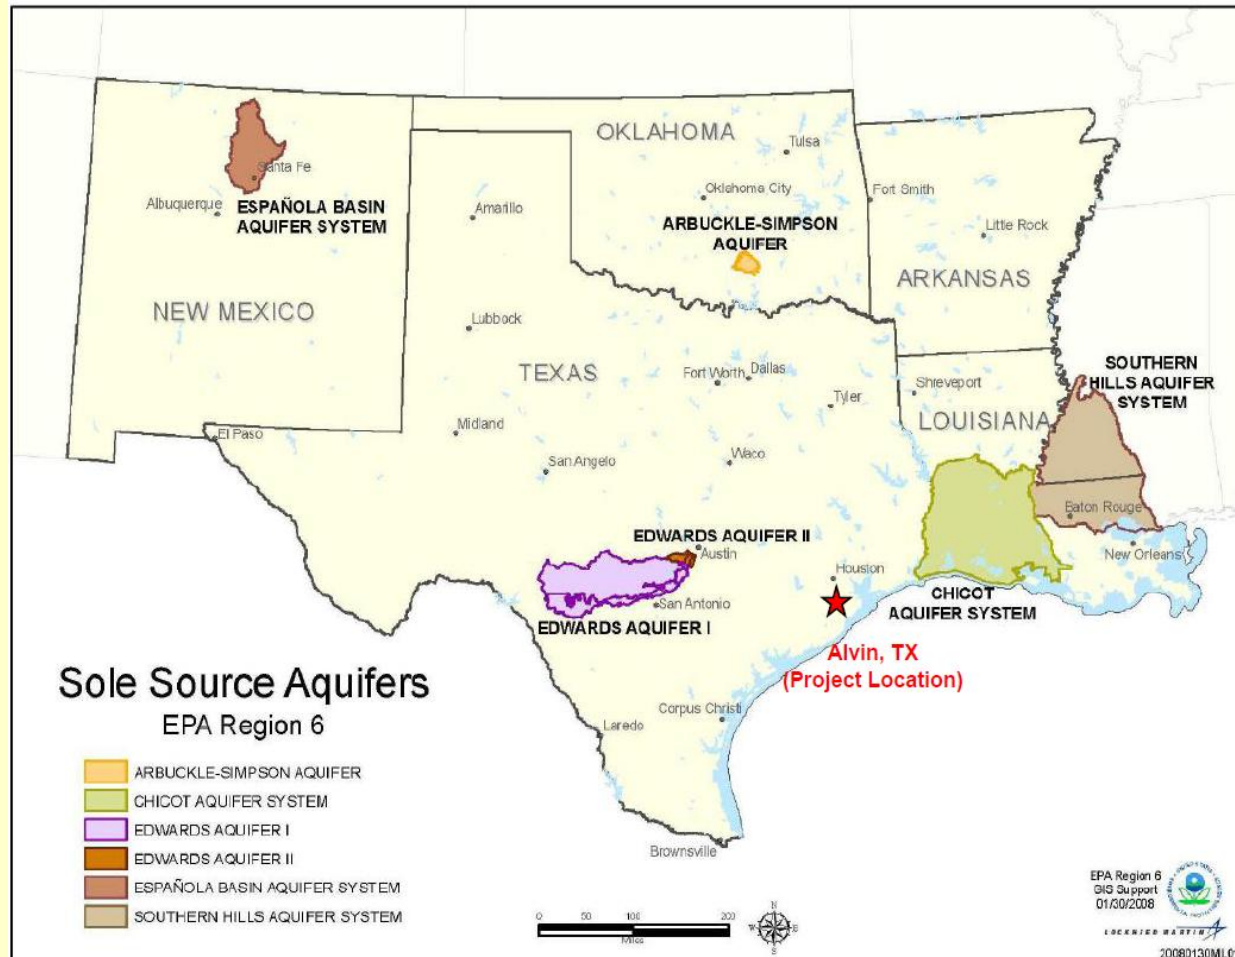 OKLAHOMA
Tulsa
Santa Fe
Oklahoma City
Fort Smith
Albuquerque
ESPAÑOLA BASIN
AQUIFER SYSTEM
Amarillo
ARBUCKLE-SIMPSON
AQUIFER
Little Rock
ARKANSAS
NEW MEXICO
Lubbock
TEXAS
Fort Worth
Dallas
Shreveport
SOUTHERN
HILLS AQUIFER
SYSTEM
Tyler
LOUISIANA
El Paso
Midland
San Angelo
Waco
Baton Rouge
EDWARDS AQUIFER II
Austin
New Orleans
Houston
San Antonio
CHICOT
AQUIFER SYSTEM
EDWARDS AQUIFER I
Alvin, TX
(Project Location)
Sole Source Aquifers
EPA Region 6
Corpus Christi
Laredo
ARBUCKLE-SIMPSON AQUIFER
CHICOT AQUIFER SYSTEM
EDWARDS AQUIFER I
EDWARDS AQUIFER II
ESPAÑOLA BASIN AQUIFER SYSTEM
SOUTHERN HILLS AQUIFER SYSTEM
Brownsville
0 50 100 200
Miles
N
W E
S
EPA Region 6
GIS Support
01/30/2008
LOCKHEED MARTIN